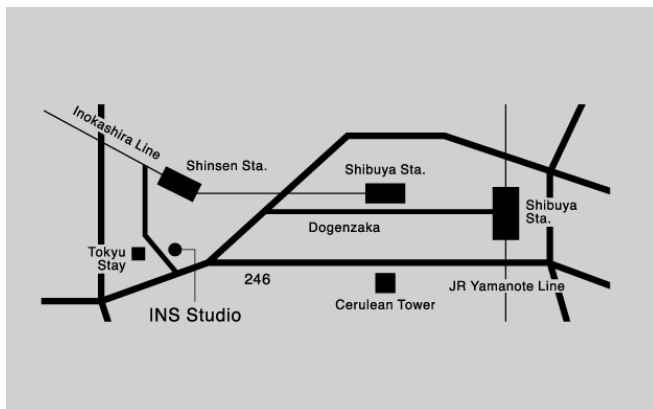 Inokashira Line
Shinsen Sta.
Shibuya Sta.
Shibuya
Sta.
Dogenzaka
Tokyu
Stay
246
JR Yamanote Line
Cerulean Tower
INS Studio